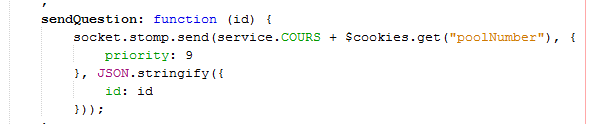 sendQuestion: function (id) {
socket.stomp.send(service.COURS + $cookies.get("poolNumber"), {
priority: 9
}, JSON.stringify({
id: id
}));